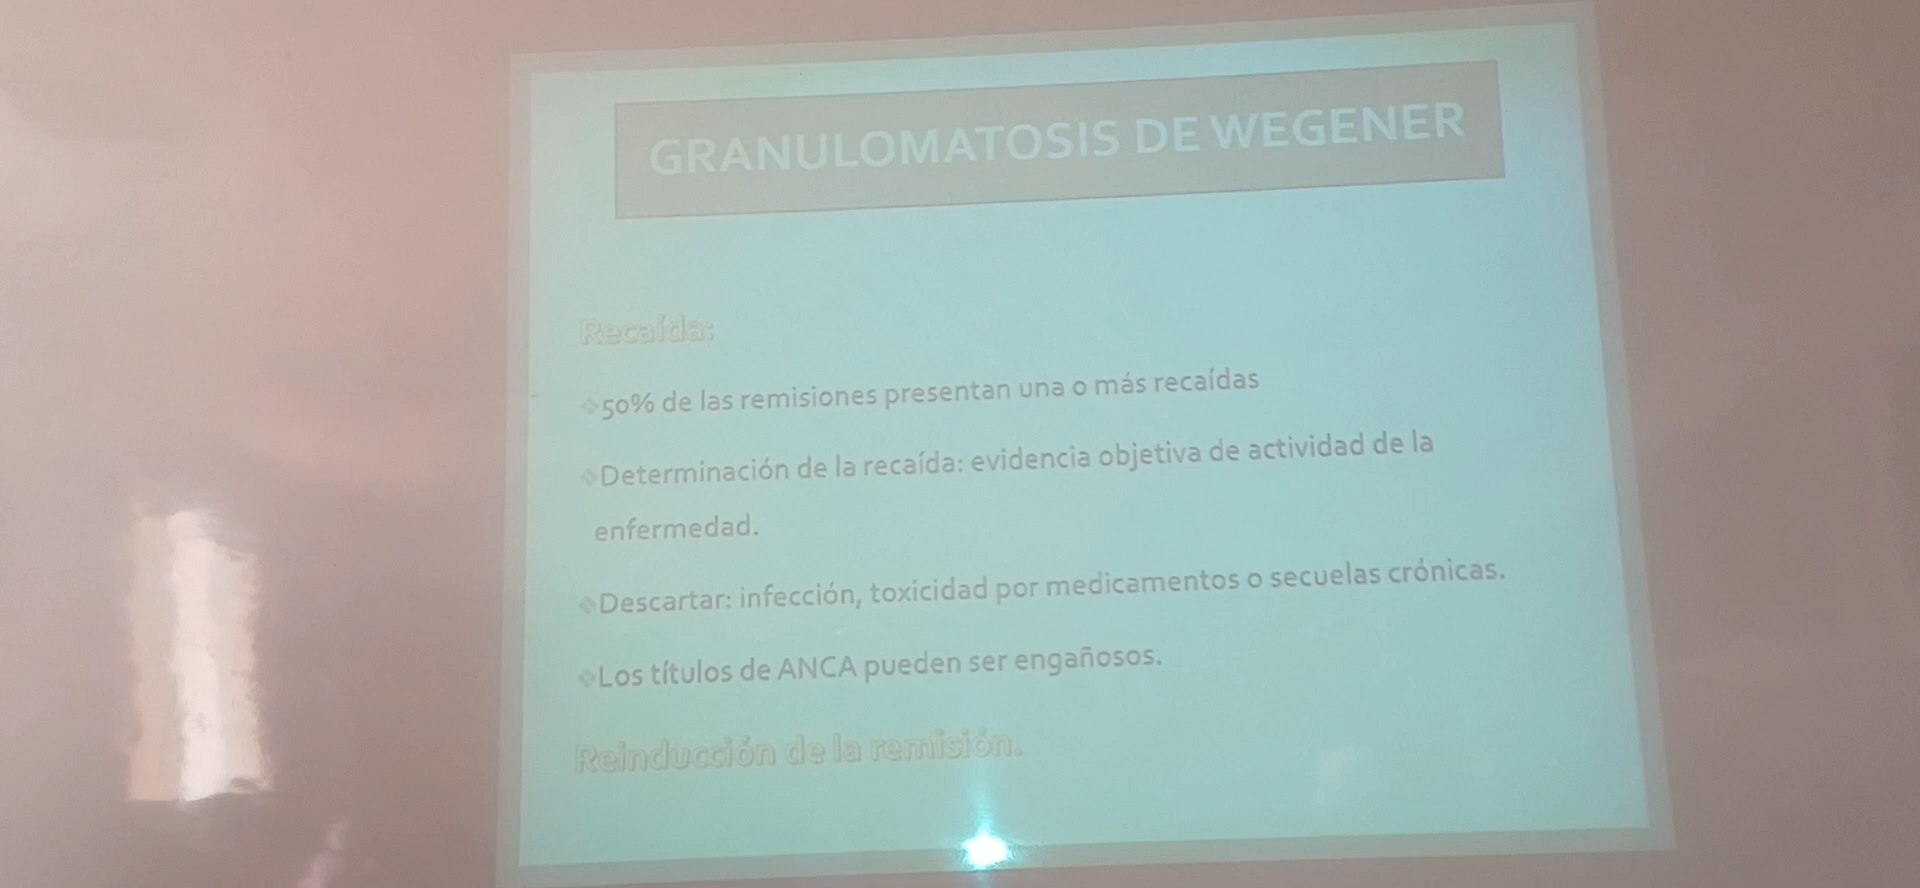 GRANULOMATOSIS DE WEGENER
Recaída:
50% de las remisiones presentan una o más recaídas
Determinación de la recaída: evidencia objetiva de actividad de la
enfermedad.
Descartar: infección, toxicidad por medicamentos o secuelas crónicas.
Los títulos de ANCA pueden ser engañosos.
Reinducción de la remisión.